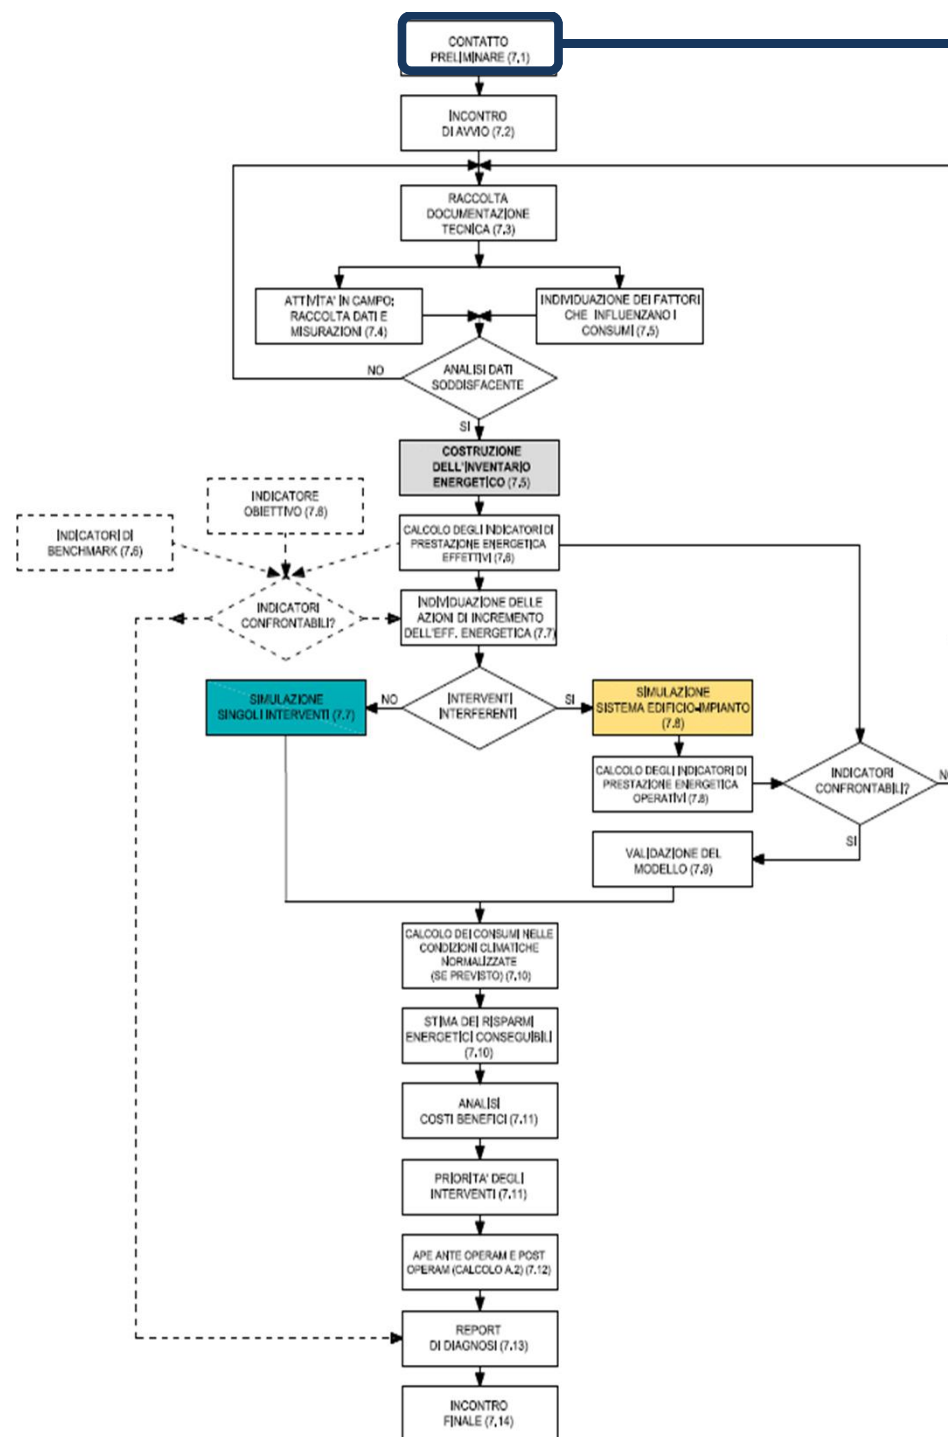 CONTATTO
PRELIMINARE (7.1)
INCONTRO
DI AVVIO (7.2)
RACCOLTA
DOCUMENTAZIONE
TECNICA (7.3)
ATTIVITA' IN CAMPO:
RACCOLTA DATI E
MISURAZIONI (7.4)
INDIVIDUAZIONE DEI FATTORI
CHE INFLUENZANO I
CONSUMI (7.5)
NO
ANALISI DATI
SODDISFACENTE
SI
COSTRUZIONE
DELL'INVENTARIO
ENERGETICO (7.5)
INDICATORE
OBIETTIVO (7.6)
INDICATORI DI
BENCHMARK (7.6)
CALCOLO DEGLI INDICATORI DI
PRESTAZIONE ENERGETICA
EFFETTIVI (7.6)
INDICATORI
CONFRONTABILI?
INDIVIDUAZIONE DELLE
AZIONI DI INCREMENTO
DELL'EFF. ENERGETICA (7.7)
SIMULAZIONE
SINGOLI INTERVENTI (7.7)
NO
INTERVENTI
INTERFERENTI
SI
SIMULAZIONE
SISTEMA EDIFICIO-IMPIANTO
(7.8)
CALCOLO DEGLI INDICATORI DI
PRESTAZIONE ENERGETICA
OPERATIVI (7.8)
INDICATORI
CONFRONTABILI?
NO
SI
VALIDAZIONE DEL
MODELLO (7.9)
CALCOLO DEI CONSUMI NELLE
CONDIZIONI CLIMATICHE
NORMALIZZATE
(SE PREVISTO) (7.10)
STIMA DEI RISPARMI
ENERGETICI CONSEGUIBILI
(7.10)
ANALISI
COSTI BENEFICI (7.11)
PRIORITA' DEGLI
INTERVENTI (7.11)
APE ANTE OPERAM E POST
OPERAM (CALCOLO A.2) (7.12)
REPORT
DI DIAGNOSI (7.13)
INCONTRO
FINALE (7.14)